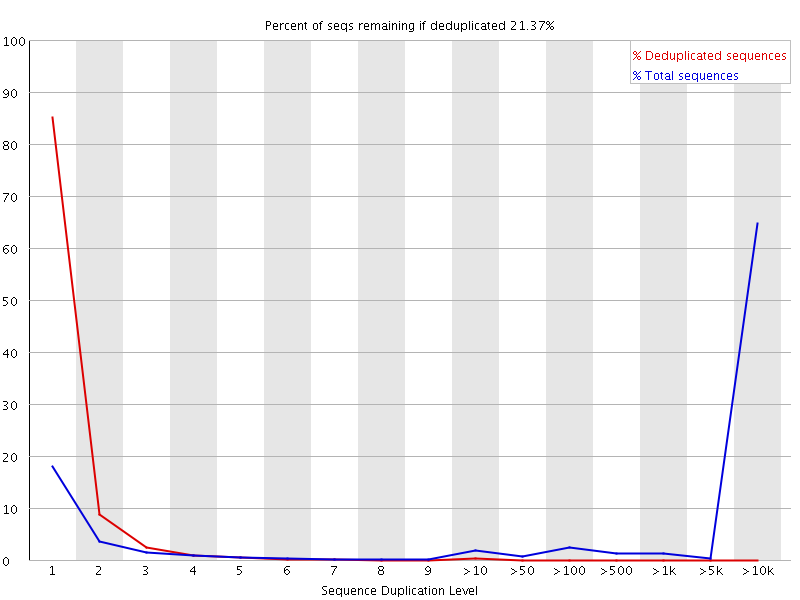 Percent of seqs remaining if deduplicated 21.37%
% Deduplicated sequences
% Total sequences
100
90
80
70
60
50
40
30
20
10
0
1 2 3 4 5 6 7 8 9 >10 >50 >100 >500 >1k >5k >10k
Sequence Duplication Level